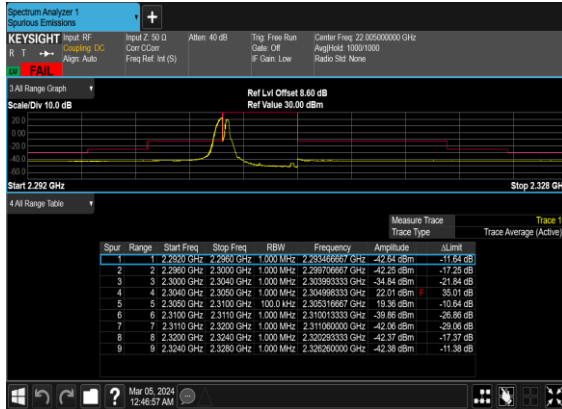 Spectrum Analyzer 1
Spurious Emissions
KEYSIGHT Input: RF Input Z: 50 Ω Atten: 40 dB Trig: Free Run Center Freq: 22.005000000 GHz
R T Coupling: DC Corr CCorr Gate: Off Avg|Hold: 1000/1000
Align: Auto Freq Ref: Int (S) IF Gain: Low Radio Std: None
LV FAIL
3 All Range Graph
Ref Lvl Offset 8.60 dB
Scale/Div 10.0 dB Ref Value 30.00 dBm
20.0
0.00
-20.0
-40.0
-60.0
Start 2.292 GHz Stop 2.328 GH
4 All Range Table
Measure Trace Trace 1
Trace Type Trace Average (Active)
Spur Range Start Freq Stop Freq RBW Frequency Amplitude ΔLimit
1 1 2.2920 GHz 2.2960 GHz 1.000 MHz 2.293466667 GHz -42.64 dBm -11.64 dB
2 2 2.2960 GHz 2.3000 GHz 1.000 MHz 2.299706667 GHz -42.25 dBm -17.25 dB
3 3 2.3000 GHz 2.3040 GHz 1.000 MHz 2.303993333 GHz -34.84 dBm -21.84 dB
4 4 2.3040 GHz 2.3050 GHz 1.000 MHz 2.304998333 GHz 22.01 dBm F 35.01 dB
5 5 2.3050 GHz 2.3100 GHz 100.0 kHz 2.305316667 GHz 19.36 dBm -10.64 dB
6 6 2.3100 GHz 2.3110 GHz 1.000 MHz 2.310013333 GHz -39.86 dBm -26.86 dB
7 7 2.3110 GHz 2.3200 GHz 1.000 MHz 2.311060000 GHz -42.06 dBm -29.06 dB
8 8 2.3200 GHz 2.3240 GHz 1.000 MHz 2.320293333 GHz -42.37 dBm -17.37 dB
9 9 2.3240 GHz 2.3280 GHz 1.000 MHz 2.326260000 GHz -42.38 dBm -11.38 dB
Mar 05, 2024
12:46:57 AM